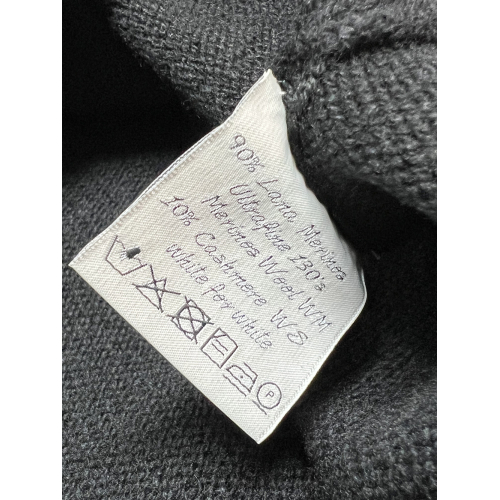 90% Lana Merinos
Ultrafine 130's
Merinos Wool WM
10% Cashmere WS
white for white
P